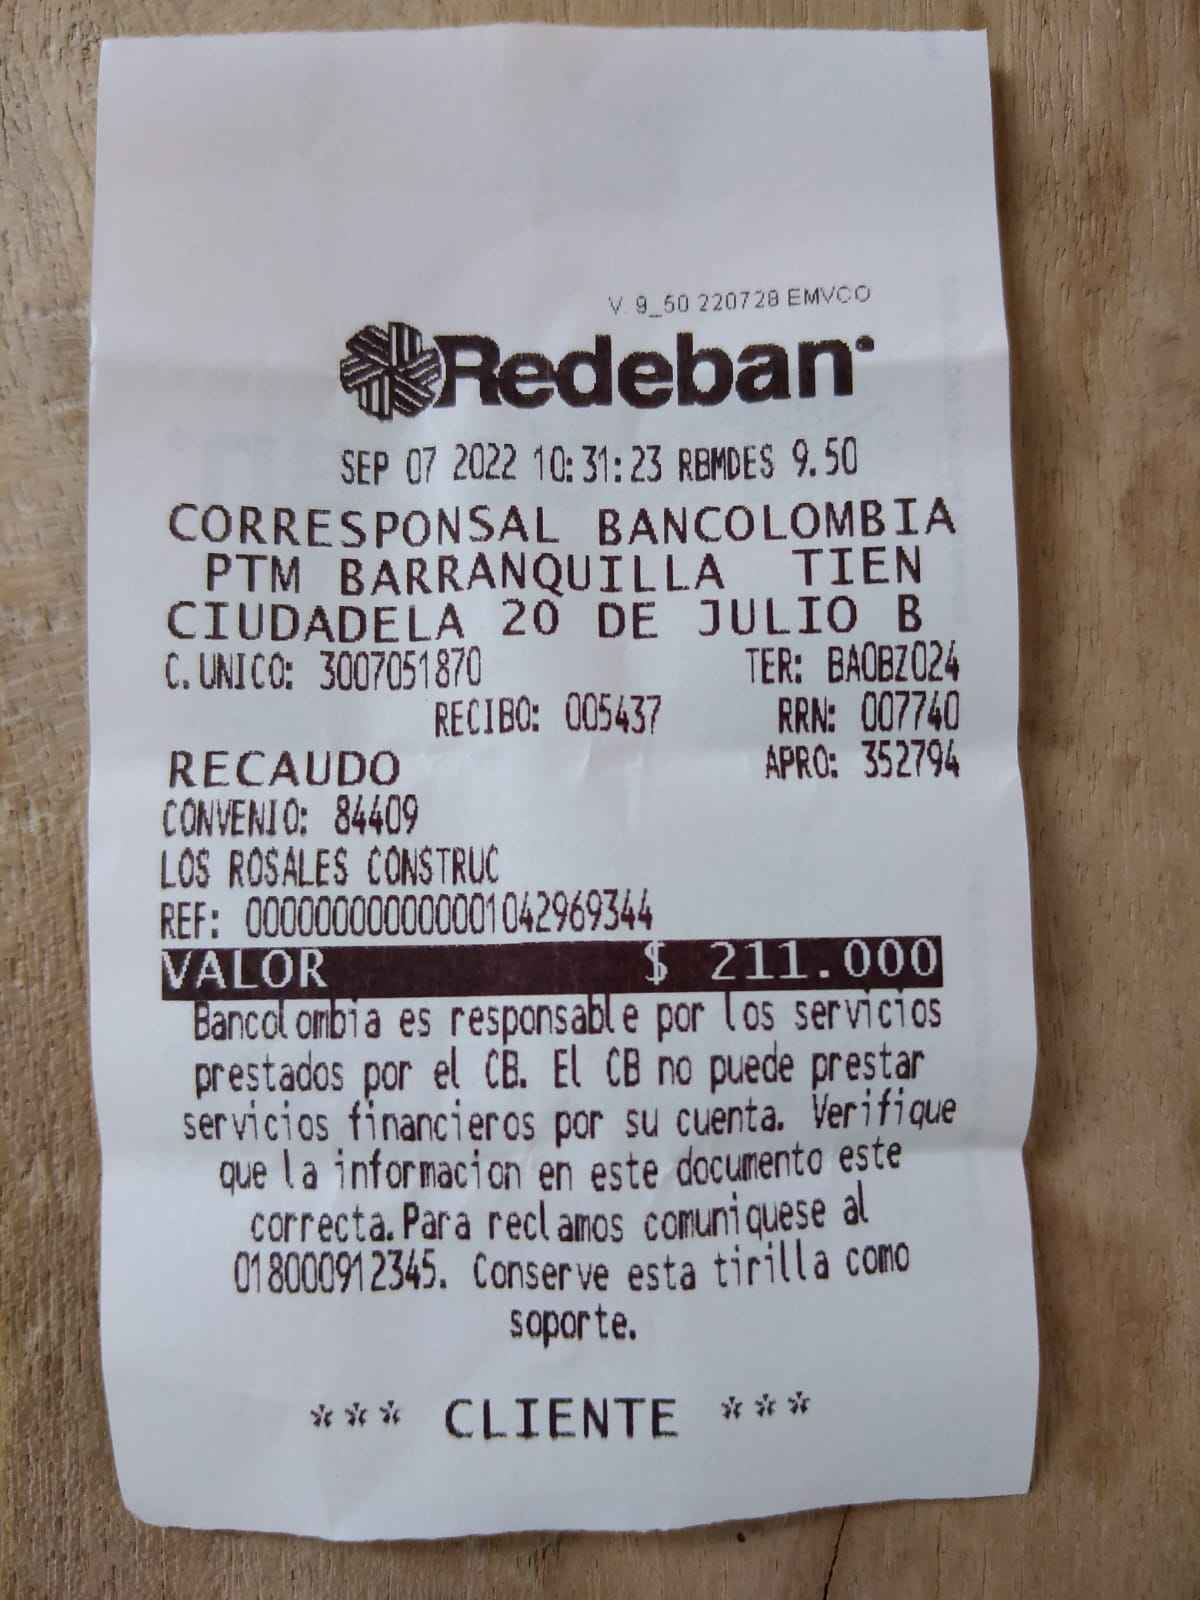 V. 9_50 220728 EMVCO
Redeban
SEP 07 2022 10:31:23 RBMDES 9.50
CORRESPONSAL BANCOLOMBIA
PTM BARRANQUILLA TIEN
CIUDADELA 20 DE JULIO B
C. UNICO: 3007051870 TER: BAOBZ024
RECIBO: 005437 RRN: 007740
RECAUDO APRO: 352794
CONVENIO: 84409
LOS ROSALES CONSTRUC
REF: 00000000000001042969344
VALOR $ 211.000
Bancolombia es responsable por los servicios
prestados por el CB. El CB no puede prestar
servicios financieros por su cuenta. Verifique
que la informacion en este documento este
correcta. Para reclamos comuniquese al
018000912345. Conserve esta tirilla como
soporte.
*** CLIENTE ***